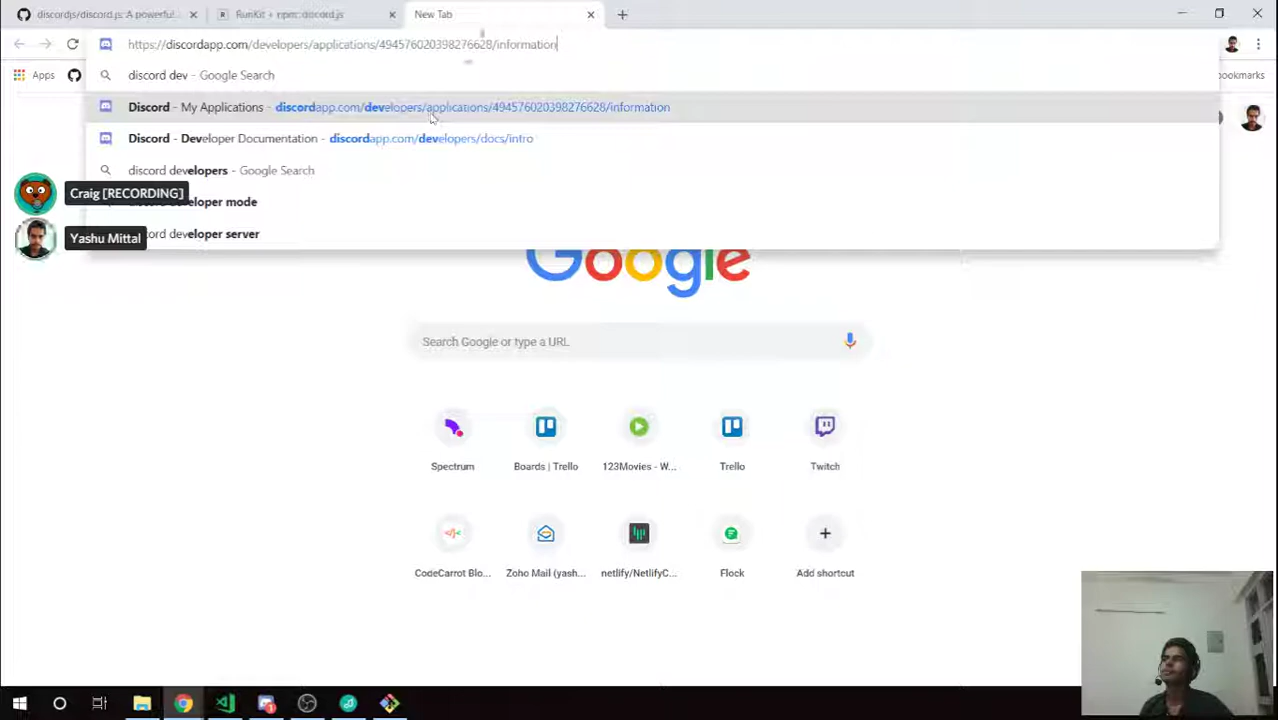 discordjs/discord.js: A powerful...
RunKit + npm: discord.js
New Tab
https://discordapp.com/developers/applications/494576020398276628/information
Apps
ookmarks
discord dev - Google Search
Discord - My Applications - discordapp.com/developers/applications/494576020398276628/information
Discord - Developer Documentation - discordapp.com/developers/docs/intro
discord developers - Google Search
Craig [RECORDING]
eloper mode
Yashu Mittal
cord developer server
Google
Search Google or type a URL
Spectrum
Boards | Trello
123Movies - W...
Trello
Twitch
CodeCarrot Blo...
Zoho Mail (yash...
netlify/NetlifyC...
Flock
Add shortcut